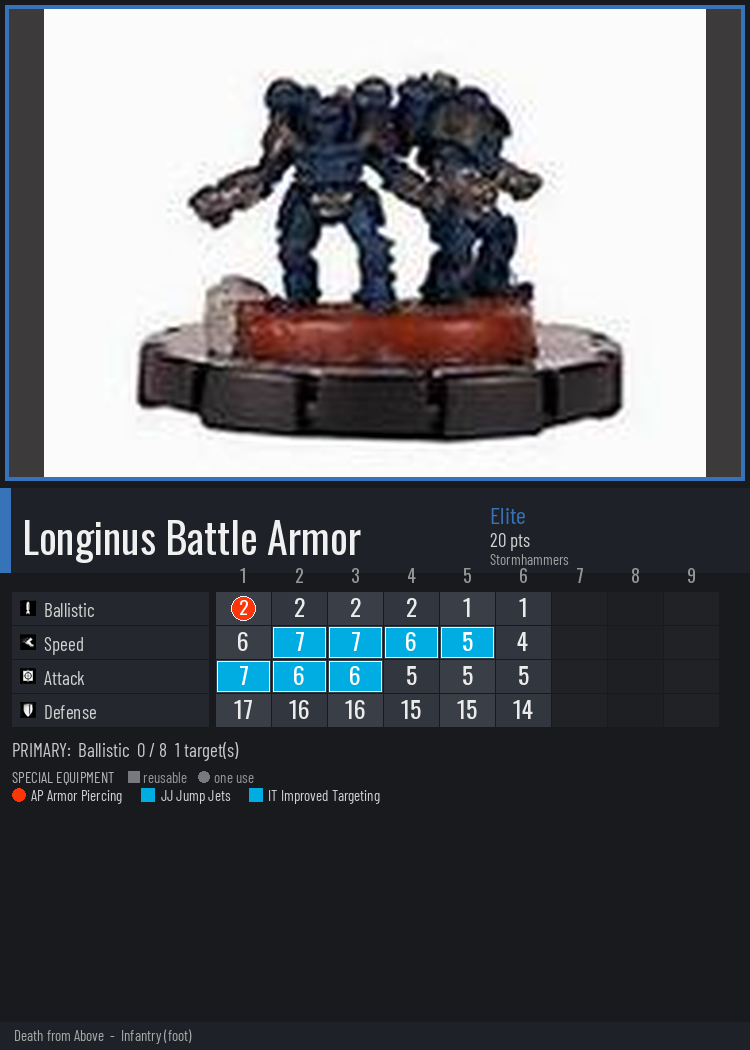 Longinus Battle Armor
Elite
20 pts
Stormhammers
1 2 3 4 5 6 7 8 9
Ballistic 2 2 2 2 1 1
Speed 6 7 7 6 5 4
Attack 7 6 6 5 5 5
Defense 17 16 16 15 15 14
PRIMARY: Ballistic 0 / 8 1 target(s)
SPECIAL EQUIPMENT reusable one use
AP Armor Piercing JJ Jump Jets IT Improved Targeting
Death from Above - Infantry (foot)